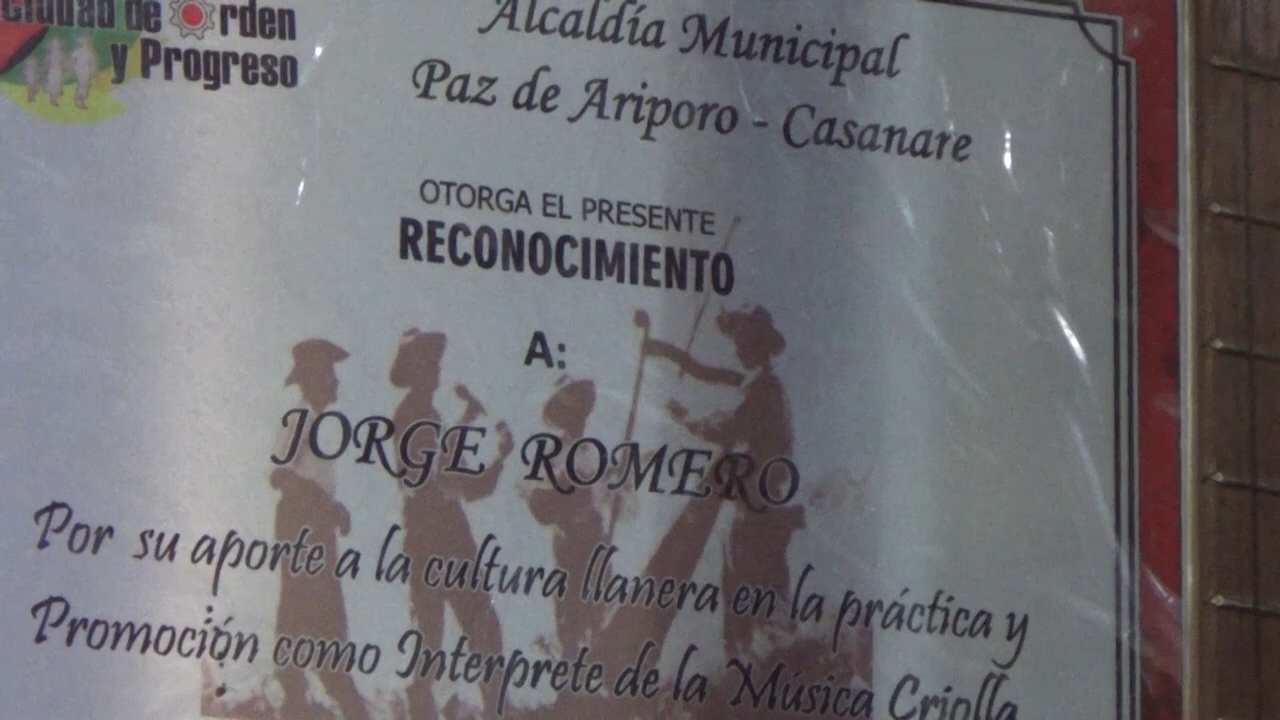 Ciudad de Orden
y Progreso
Alcaldía Municipal
Paz de Ariporo - Casanare
OTORGA EL PRESENTE
RECONOCIMIENTO
A:
JORGE ROMERO
Por su aporte a la cultura llanera en la práctica y
Promoción como Interprete de la Música Criolla